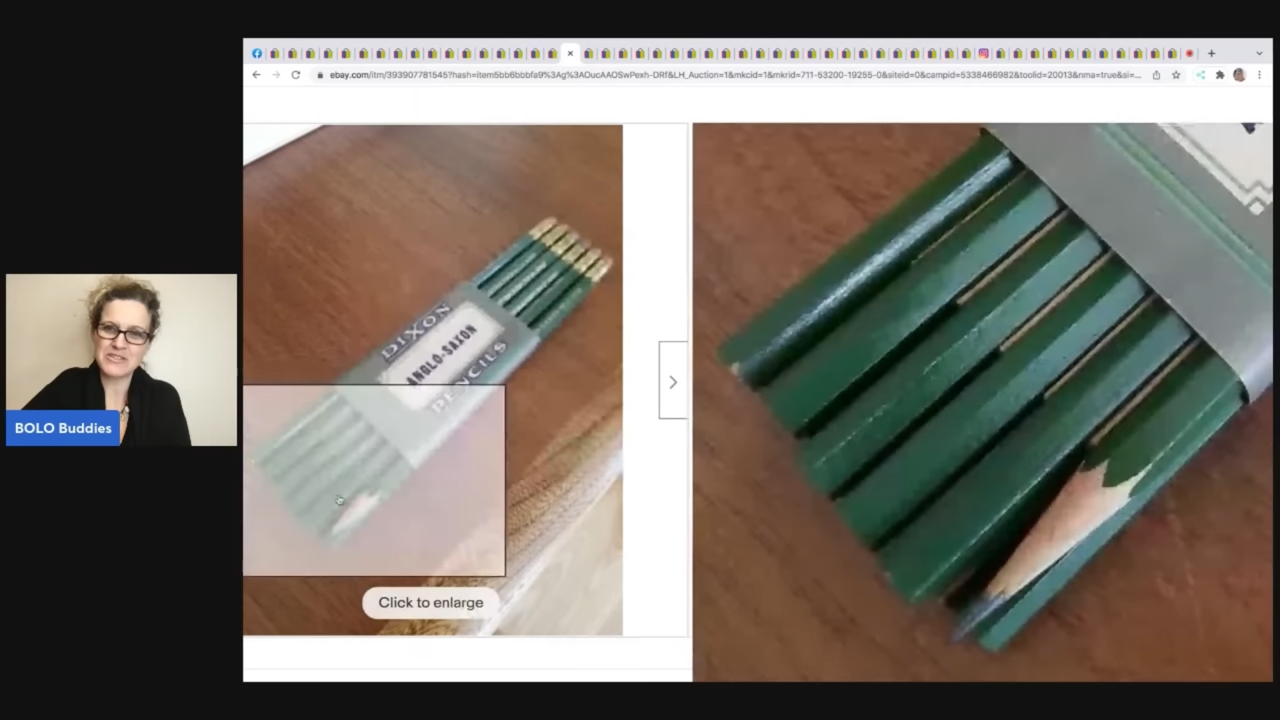 ebay.com/itm/393907781545?hash=item5bb6bbbfa9%3Ag%3AOucAAOSwPexh-DRf&LH_Auction=1&mkcid=1&mkrid=711-53200-19255-0&siteid=0&campid=5338466982&toolid=20013&nma=true&si=...
DIXON
ANGLO-SAXON
PENCILS
BOLO Buddies
Click to enlarge